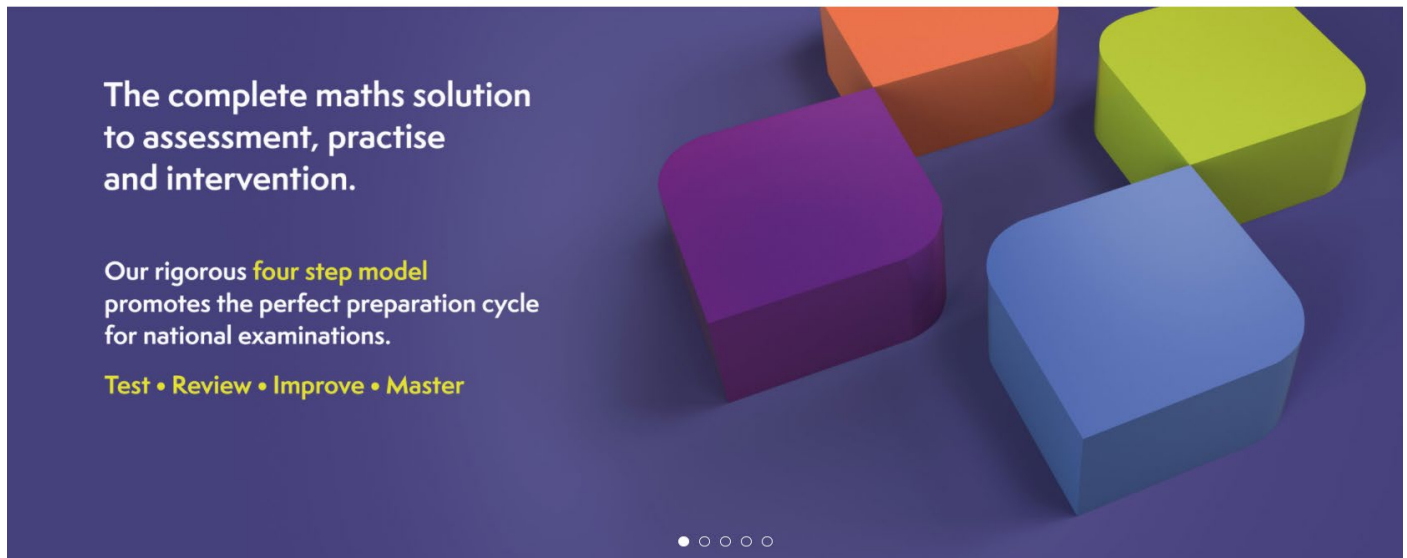 The complete maths solution
to assessment, practise
and intervention.
Our rigorous four step model
promotes the perfect preparation cycle
for national examinations.
Test • Review • Improve • Master